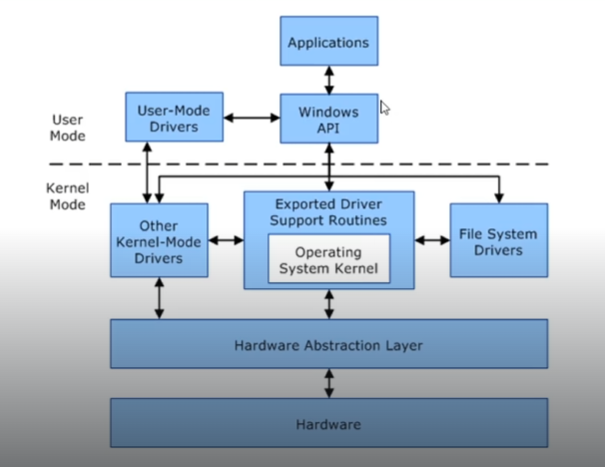 Applications
User-Mode
Drivers
Windows
API
User
Mode
Kernel
Mode
Other
Kernel-Mode
Drivers
Exported Driver
Support Routines
Operating
System Kernel
File System
Drivers
Hardware Abstraction Layer
Hardware